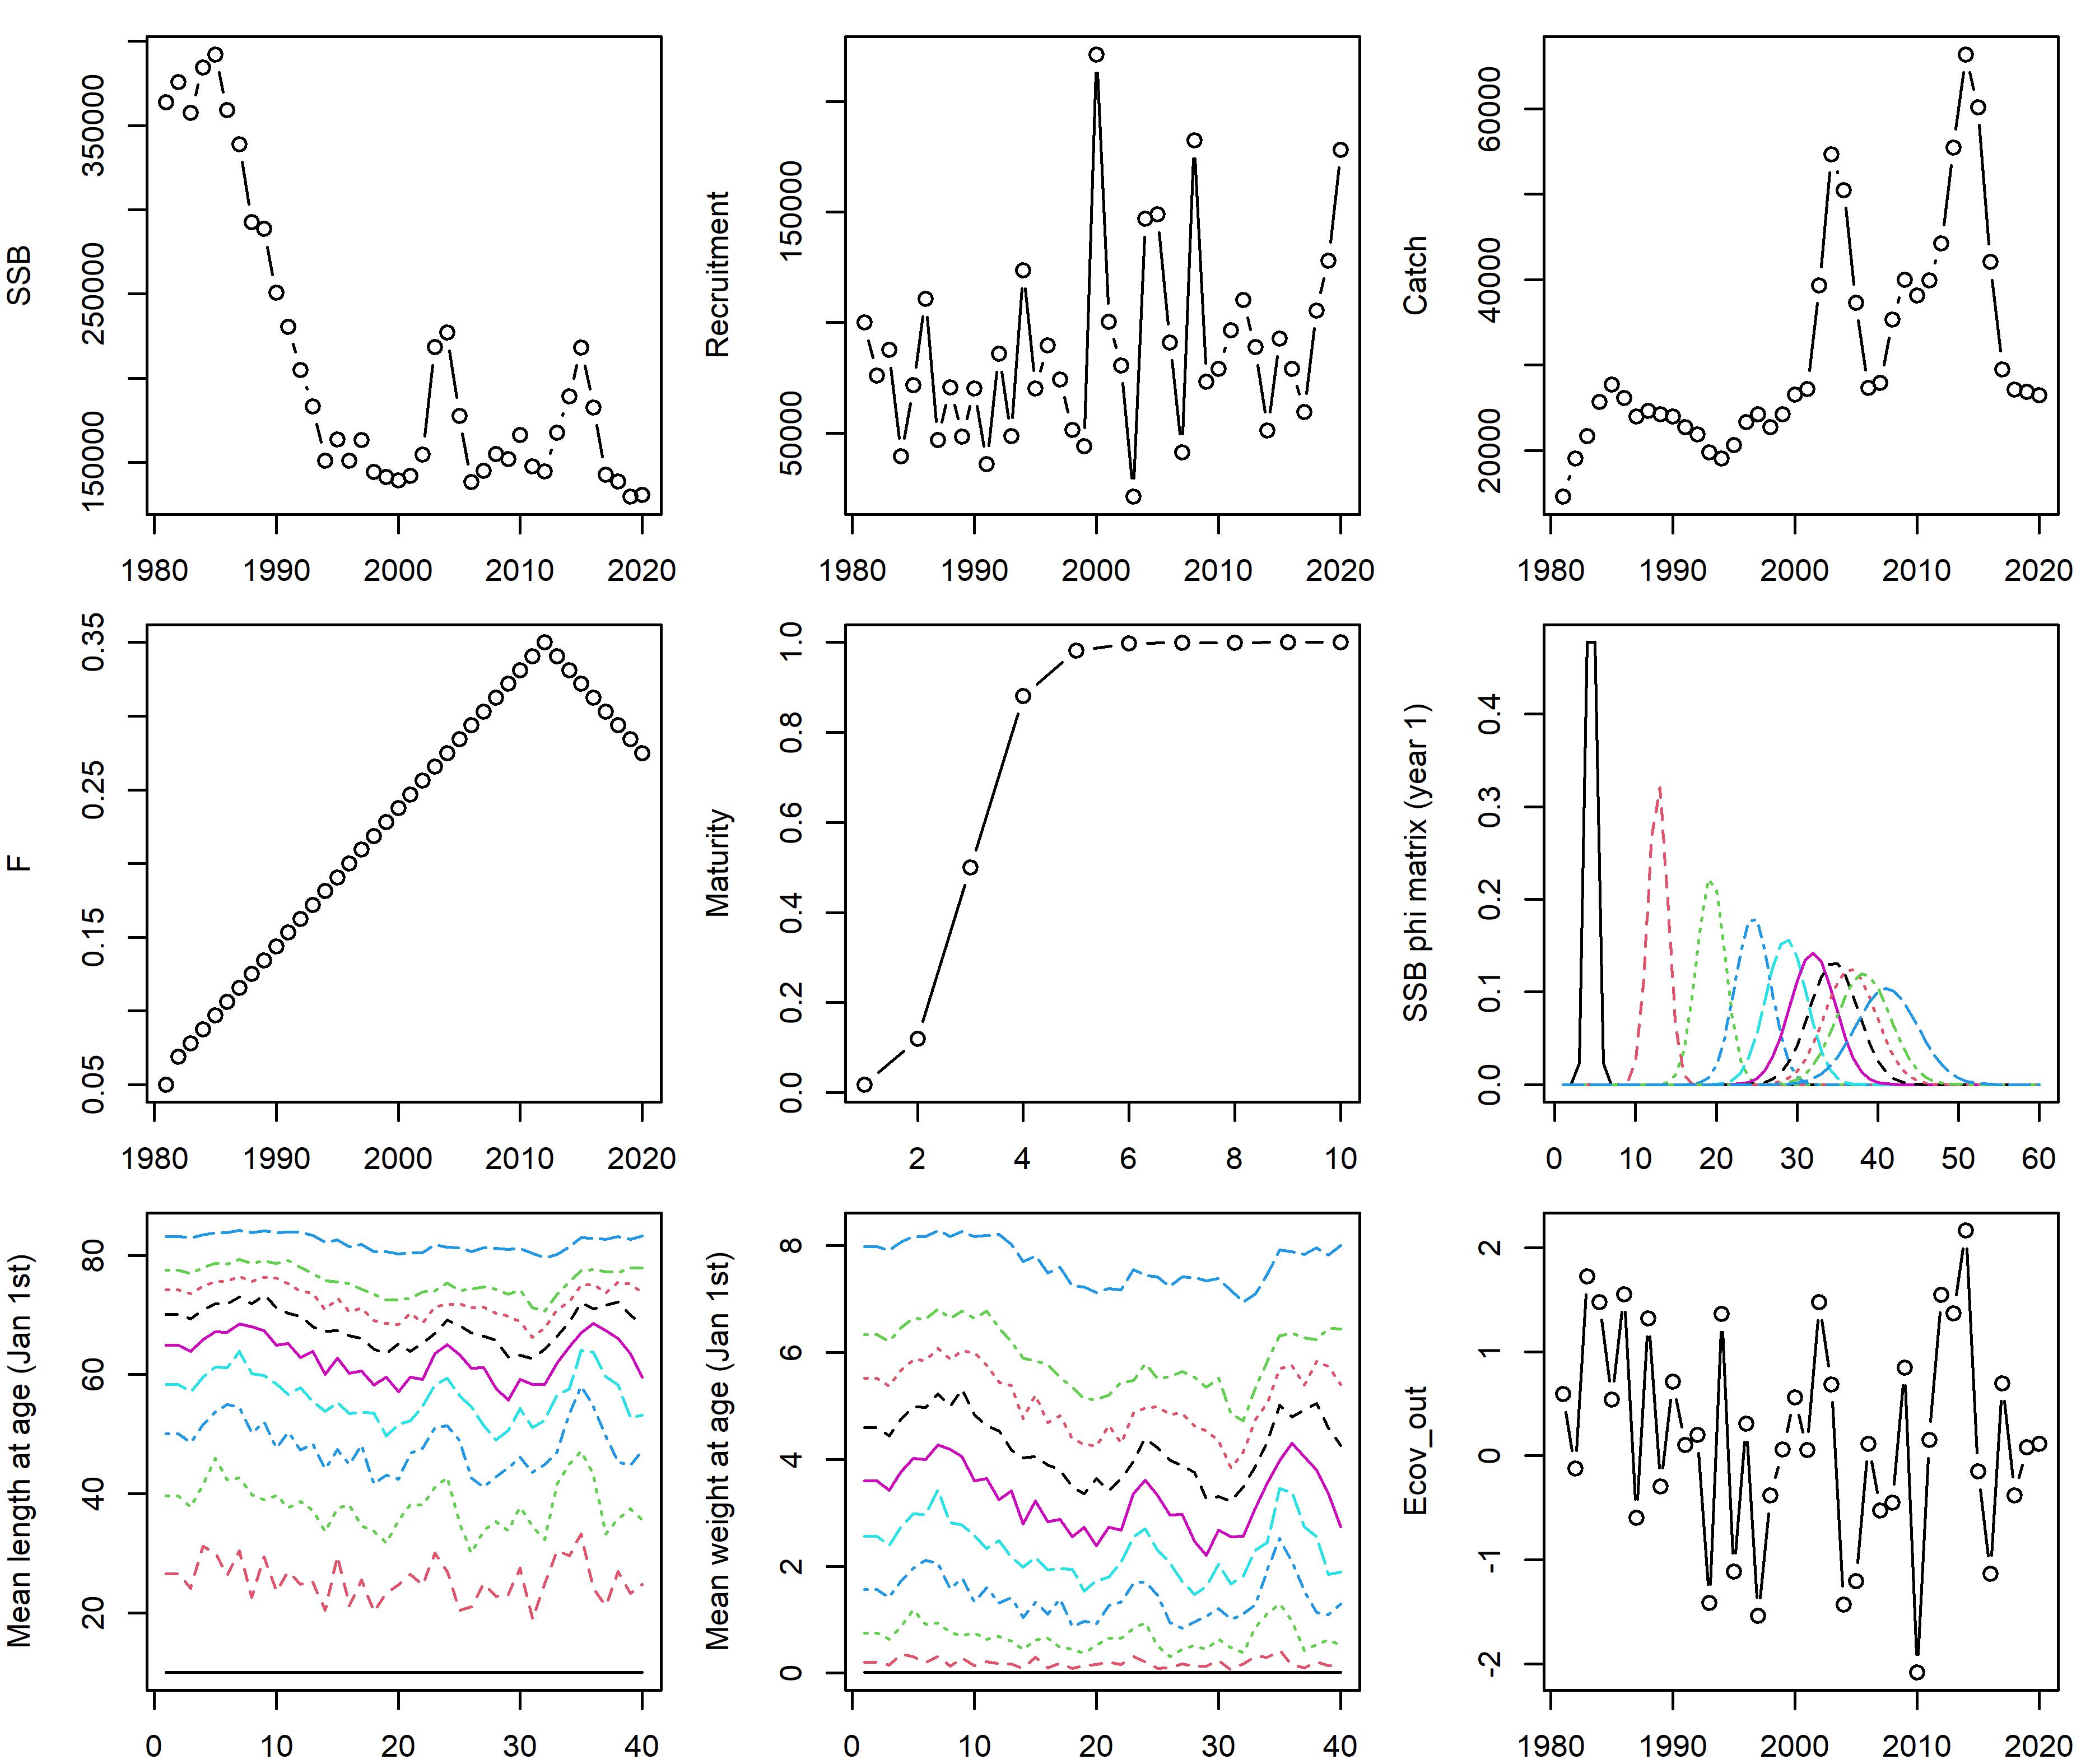 SSB
150000 250000 350000
1980 1990 2000 2010 2020
Recruitment
50000 150000
1980 1990 2000 2010 2020
Catch
20000 40000 60000
1980 1990 2000 2010 2020
F
0.05 0.15 0.25 0.35
1980 1990 2000 2010 2020
Maturity
0.0 0.2 0.4 0.6 0.8 1.0
2 4 6 8 10
SSB phi matrix (year 1)
0.0 0.1 0.2 0.3 0.4
0 10 20 30 40 50 60
Mean length at age (Jan 1st)
20 40 60 80
0 10 20 30 40
Mean weight at age (Jan 1st)
0 2 4 6 8
0 10 20 30 40
Ecov_out
-2 -1 0 1 2
1980 1990 2000 2010 2020